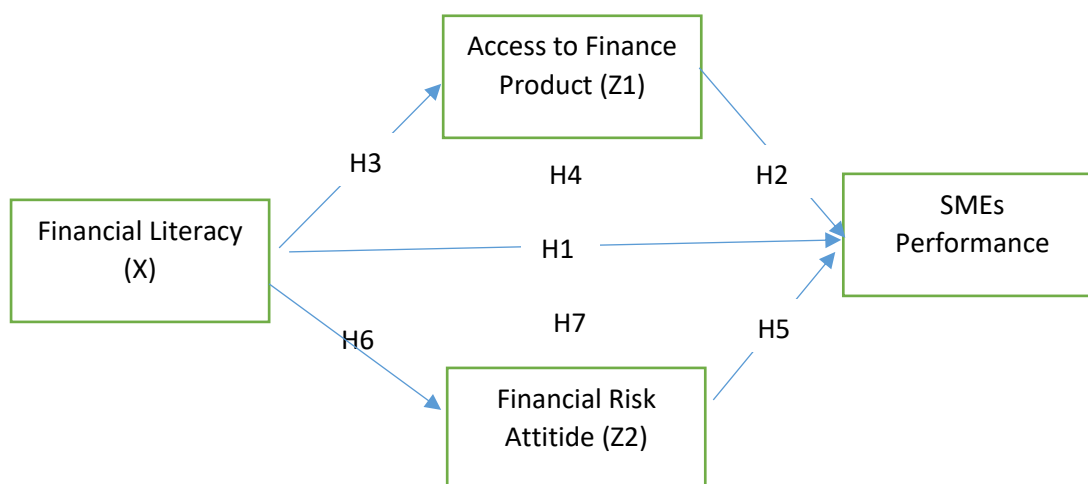 Access to Finance
Product (Z1)
H3
H4
H2
Financial Literacy
(X)
SMEs
Performance
H1
H7
H5
H6
Financial Risk
Attitide (Z2)